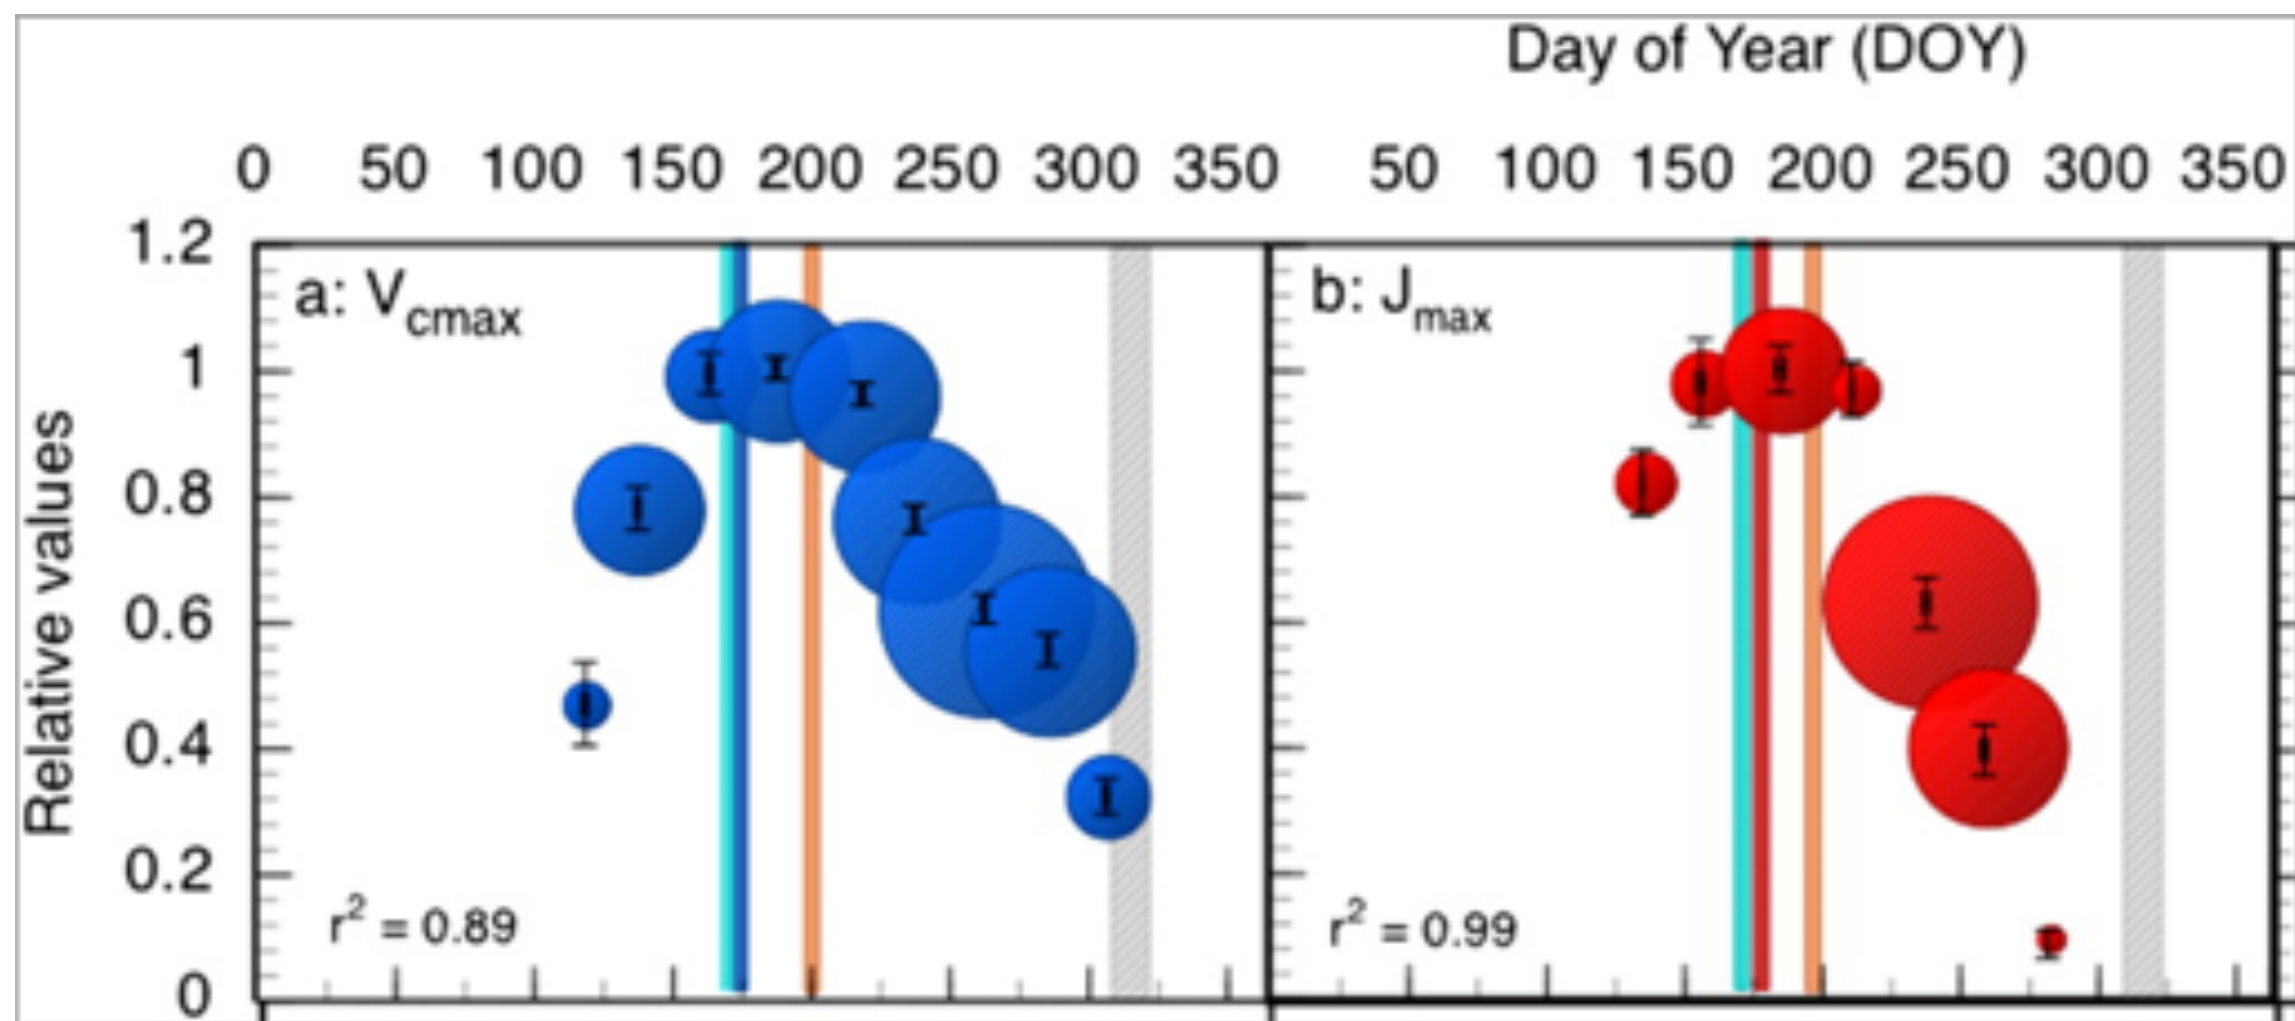 Day of Year (DOY)
0 50 100 150 200 250 300 350 50 100 150 200 250 300 350
1.2
a: Vcmax
b: Jmax
1
0.8
Relative values
0.6
0.4
0.2
r2 = 0.89
r2 = 0.99
0